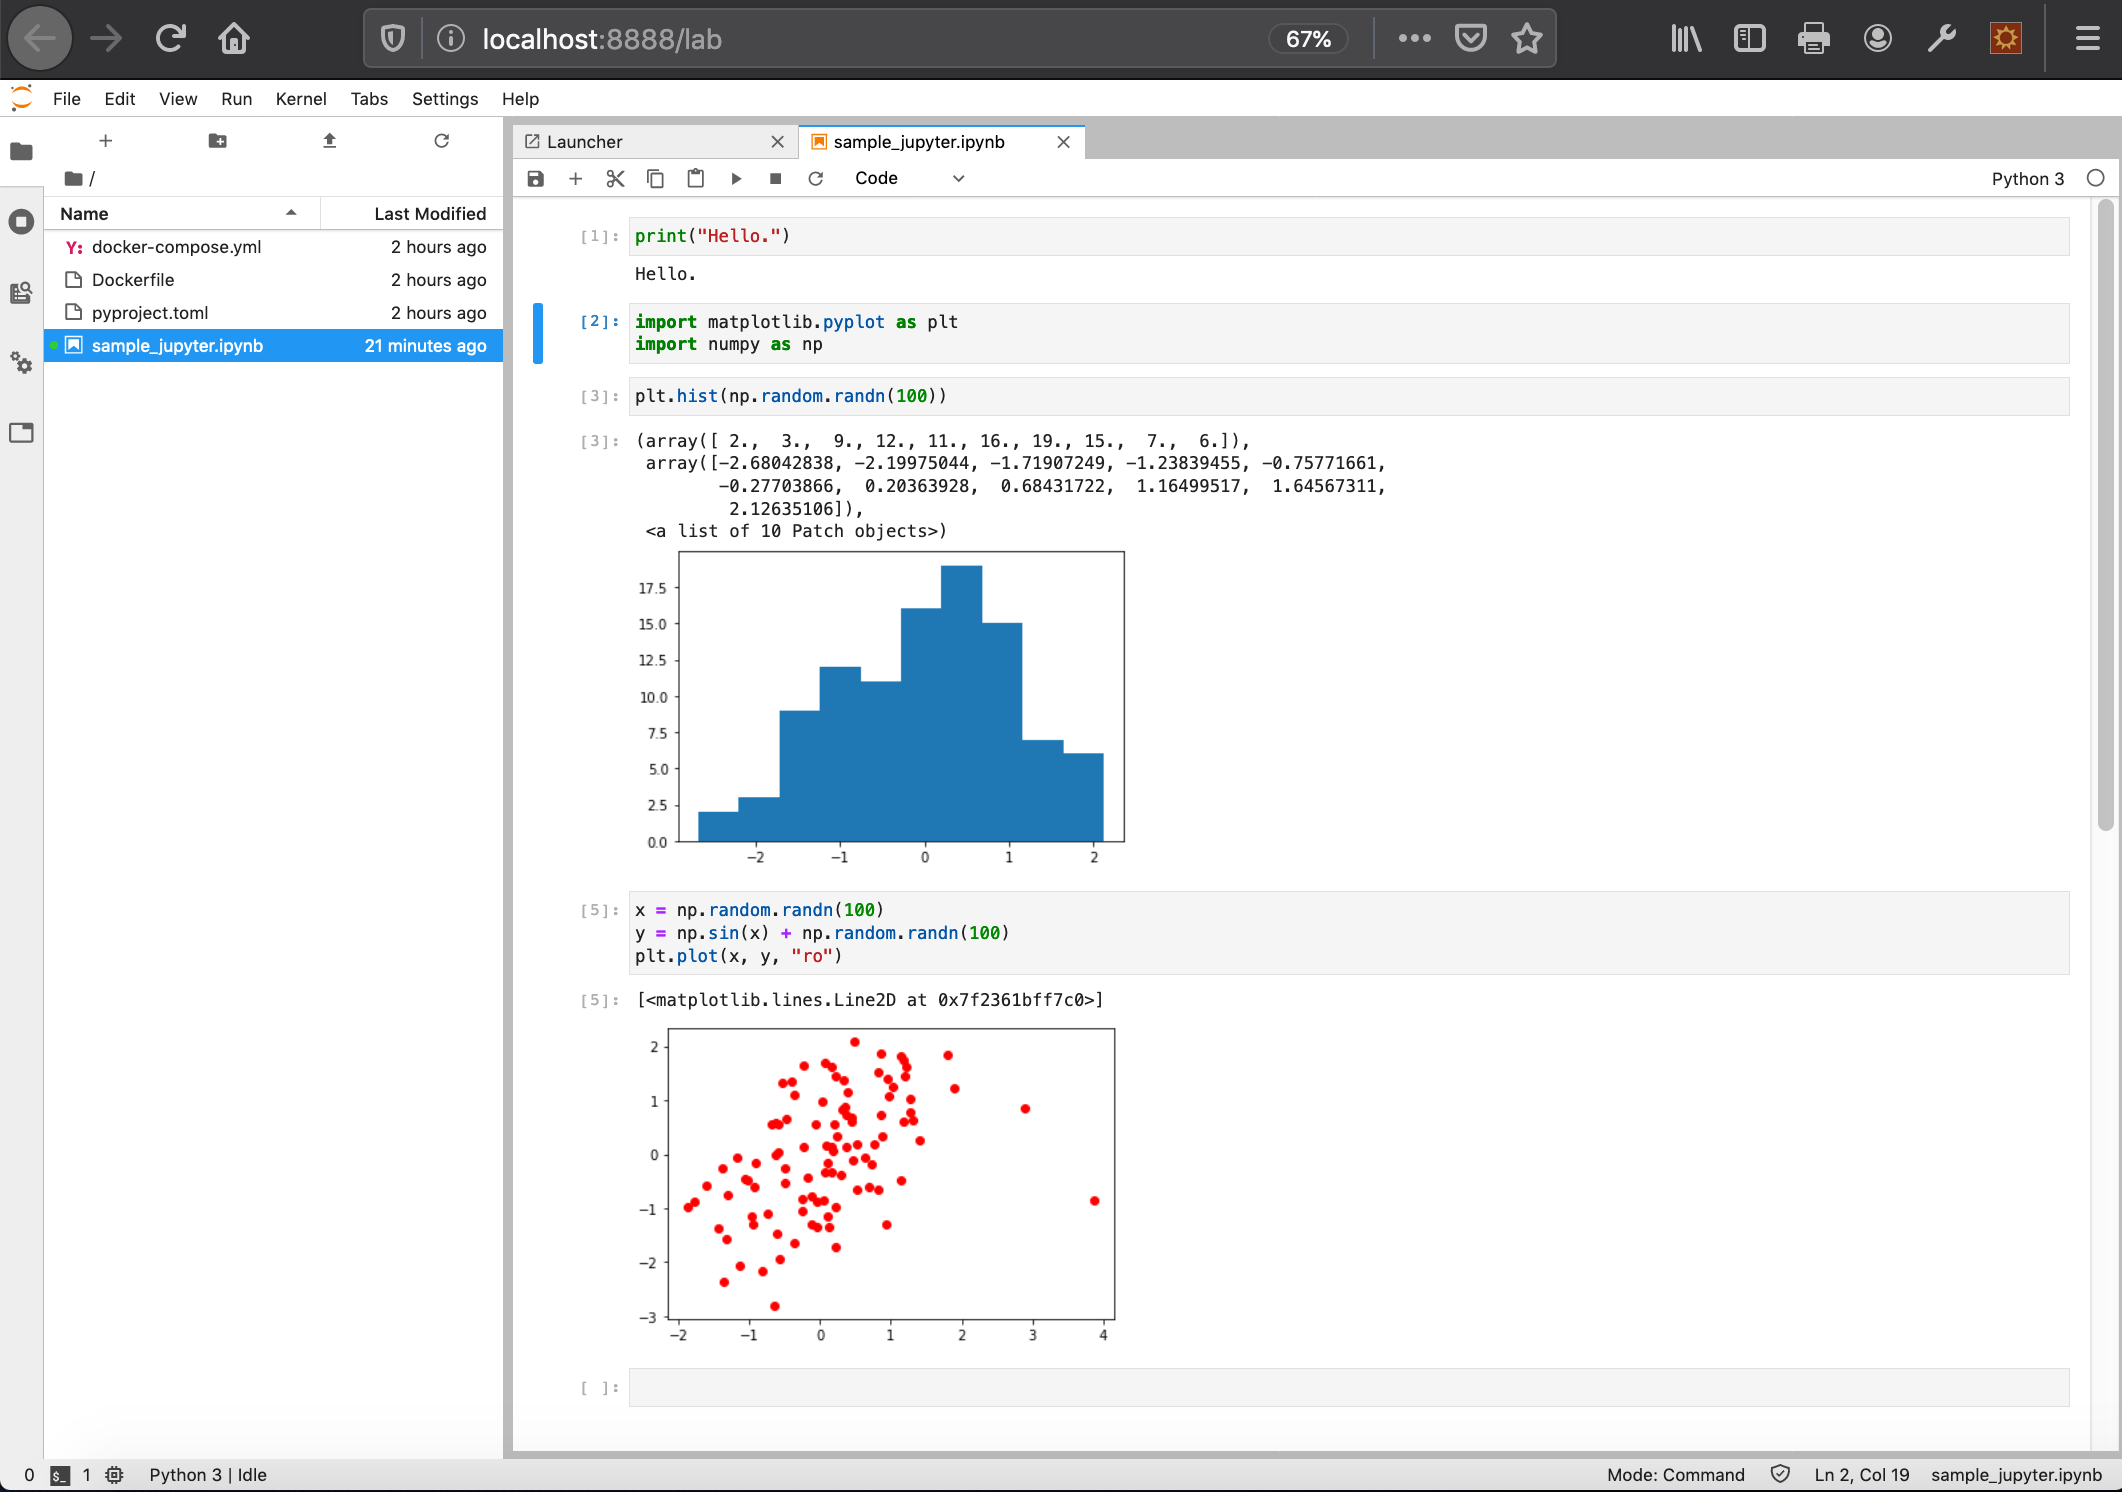 localhost:8888/lab
67%
File Edit View Run Kernel Tabs Settings Help
/
Name Last Modified
Y: docker-compose.yml 2 hours ago
Dockerfile 2 hours ago
pyproject.toml 2 hours ago
sample_jupyter.ipynb 21 minutes ago
Launcher
sample_jupyter.ipynb
Code
Python 3
[1]: print("Hello.")
Hello.
[2]: import matplotlib.pyplot as plt
import numpy as np
[3]: plt.hist(np.random.randn(100))
[3]: (array([ 2.,  3.,  9., 12., 11., 16., 19., 15.,  7.,  6.]),
array([-2.68042838, -2.19975044, -1.71907249, -1.23839455, -0.75771661,
-0.27703866,  0.20363928,  0.68431722,  1.16499517,  1.64567311,
2.12635106]),
<a list of 10 Patch objects>)
17.5
15.0
12.5
10.0
7.5
5.0
2.5
0.0
−2 −1 0 1 2
[5]: x = np.random.randn(100)
y = np.sin(x) + np.random.randn(100)
plt.plot(x, y, "ro")
[5]: [<matplotlib.lines.Line2D at 0x7f2361bff7c0>]
2
1
0
−1
−2
−3
−2 −1 0 1 2 3 4
[ ]:
0 $_ 1 Python 3 | Idle
Mode: Command Ln 2, Col 19 sample_jupyter.ipynb